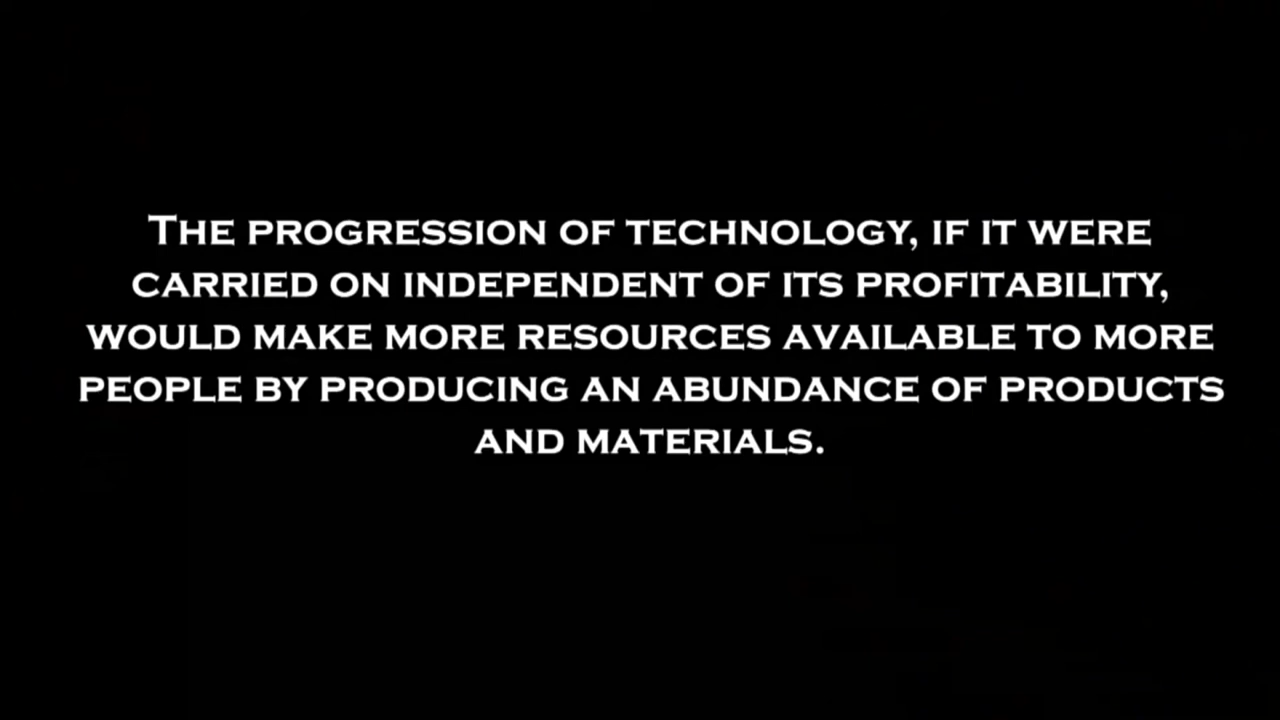 The progression of technology, if it were
carried on independent of its profitability,
would make more resources available to more
people by producing an abundance of products
and materials.